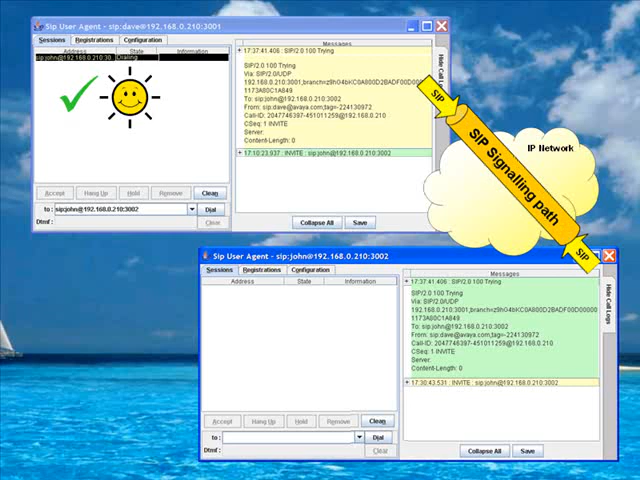 Sip User Agent - sip:dave@192.168.0.210:3001
Sessions Registrations Configuration
Address State Information
sip:john@192.168.0.210:30 Dialing
Messages
17:37:41.406 : SIP/2.0 100 Trying
SIP/2.0 100 Trying
Via: SIP/2.0/UDP
192.168.0.210:3001;branch=z9hG4bKC0A800D2BADF00D00
1173A80C1A849
To: sip:john@192.168.0.210:3002
From: sip:dave@avaya.com;tag=-224130972
Call-ID: 2047746397-451011259@192.168.0.210
CSeq: 1 INVITE
Server:
Content-Length: 0
17:10:23.937 : INVITE : sip:john@192.168.0.210:3002
Hide Call Lo
Accept Hang Up Hold Remove Clean
to : sip:john@192.168.0.210:3002 Dial
Dtmf : Clear
Collapse All Save
SIP
SIP Signalling path
SIP
IP Network
Sip User Agent - sip:john@192.168.0.210:3002
Sessions Registrations Configuration
Address State Information
Messages
17:37:41.406 : SIP/2.0 100 Trying
SIP/2.0 100 Trying
Via: SIP/2.0/UDP
192.168.0.210:3001;branch=z9hG4bKC0A800D2BADF00D00000
1173A80C1A849
To: sip:john@192.168.0.210:3002
From: sip:dave@avaya.com;tag=-224130972
Call-ID: 2047746397-451011259@192.168.0.210
CSeq: 1 INVITE
Server:
Content-Length: 0
17:30:43.531 : INVITE : sip:john@192.168.0.210:3002
Hide Call Logs
Accept Hang Up Hold Remove Clean
to : Dial
Dtmf : Clear
Collapse All Save